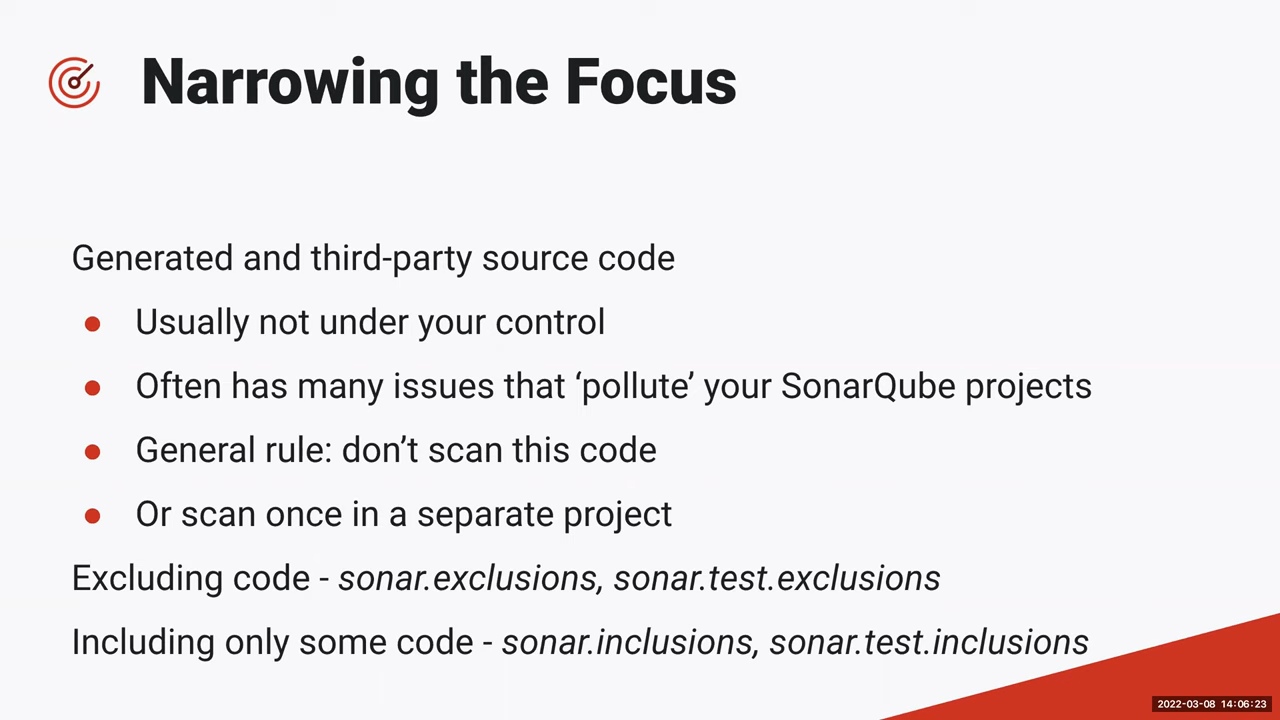 Narrowing the Focus
Generated and third-party source code
● Usually not under your control
● Often has many issues that ‘pollute’ your SonarQube projects
● General rule: don’t scan this code
● Or scan once in a separate project
Excluding code - sonar.exclusions, sonar.test.exclusions
Including only some code - sonar.inclusions, sonar.test.inclusions
2022-03-08 14:06:23